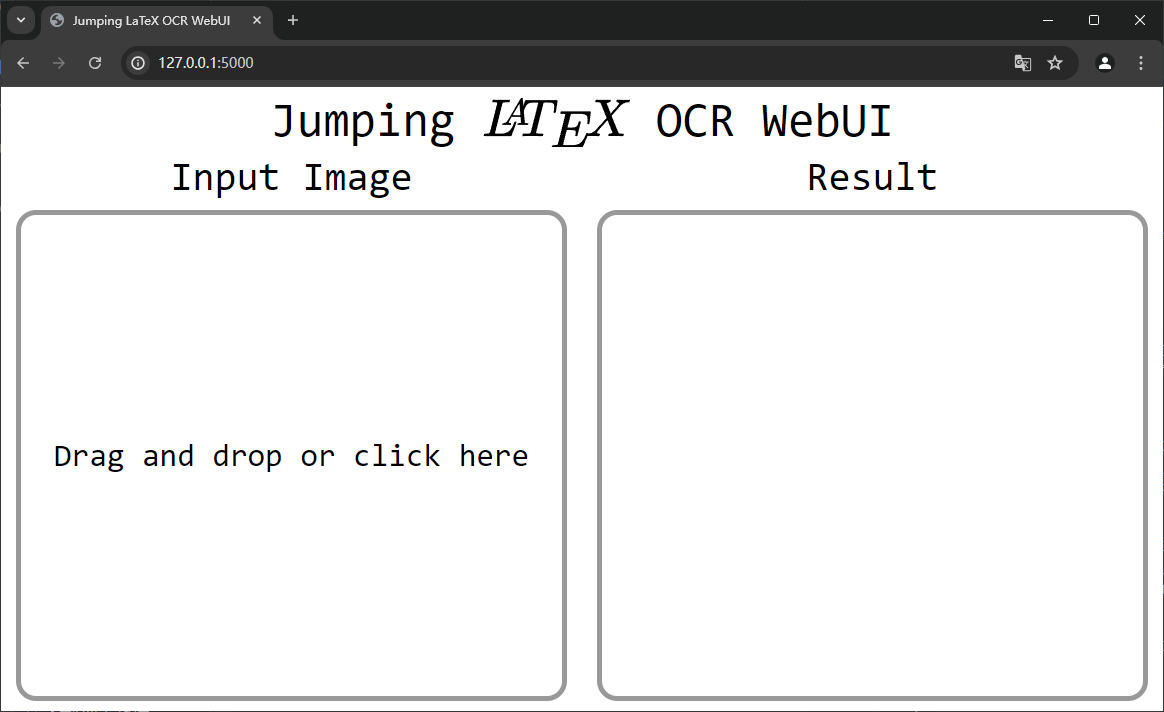 Jumping LaTeX OCR WebUI
127.0.0.1:5000
Jumping LATEX OCR WebUI
Input Image
Result
Drag and drop or click here